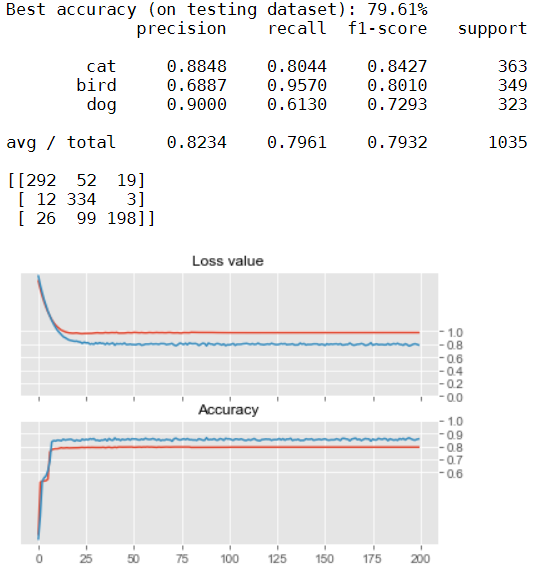 Best accuracy (on testing dataset): 79.61%
precision recall f1-score support
cat 0.8848 0.8044 0.8427 363
bird 0.6887 0.9570 0.8010 349
dog 0.9000 0.6130 0.7293 323
avg / total 0.8234 0.7961 0.7932 1035
[[292 52 19]
[ 12 334 3]
[ 26 99 198]]
Loss value
1.0
0.8
0.6
0.4
0.2
0.0
Accuracy
1.0
0.9
0.8
0.7
0.6
0 25 50 75 100 125 150 175 200